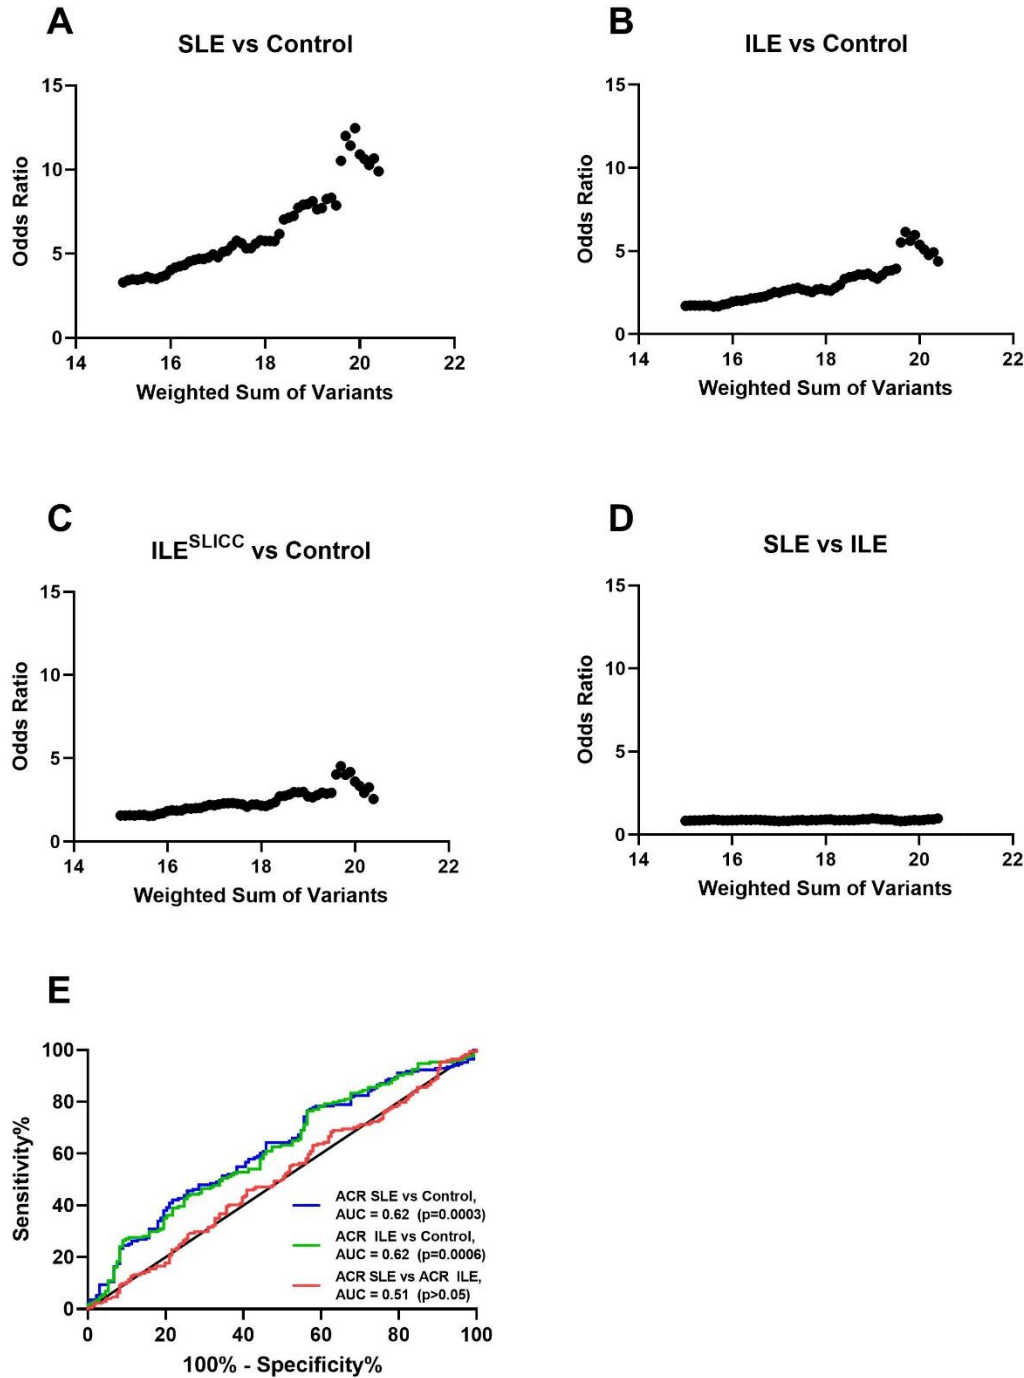 A
SLE vs Control
15
10
5
0
Odds Ratio
14 16 18 20 22
Weighted Sum of Variants
B
ILE vs Control
15
10
5
0
Odds Ratio
14 16 18 20 22
Weighted Sum of Variants
C
ILE^SLICC vs Control
15
10
5
0
Odds Ratio
14 16 18 20 22
Weighted Sum of Variants
D
SLE vs ILE
15
10
5
0
Odds Ratio
14 16 18 20 22
Weighted Sum of Variants
E
100
80
60
40
20
0
Sensitivity%
ACR SLE vs Control,
AUC = 0.62 (p=0.0003)
ACR ILE vs Control,
AUC = 0.62 (p=0.0006)
ACR SLE vs ACR ILE,
AUC = 0.51 (p>0.05)
0 20 40 60 80 100
100% - Specificity%